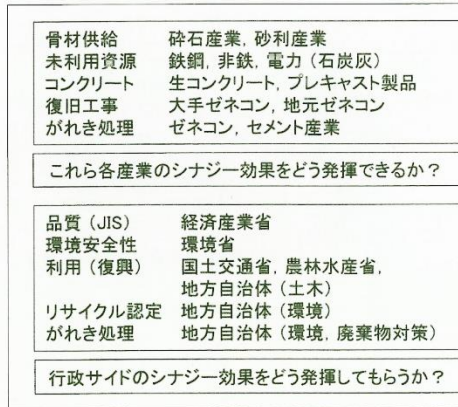 骨材供給 砕石産業, 砂利産業
未利用資源 鉄鋼, 非鉄, 電力 (石炭灰)
コンクリート 生コンクリート, プレキャスト製品
復旧工事 大手ゼネコン, 地元ゼネコン
がれき処理 ゼネコン, セメント産業
これら各産業のシナジー効果をどう発揮できるか?
品質 (JIS) 経済産業省
環境安全性 環境省
利用 (復興) 国土交通省, 農林水産省,
地方自治体 (土木)
リサイクル認定 地方自治体 (環境)
がれき処理 地方自治体 (環境, 廃棄物対策)
行政サイドのシナジー効果をどう発揮してもらうか?